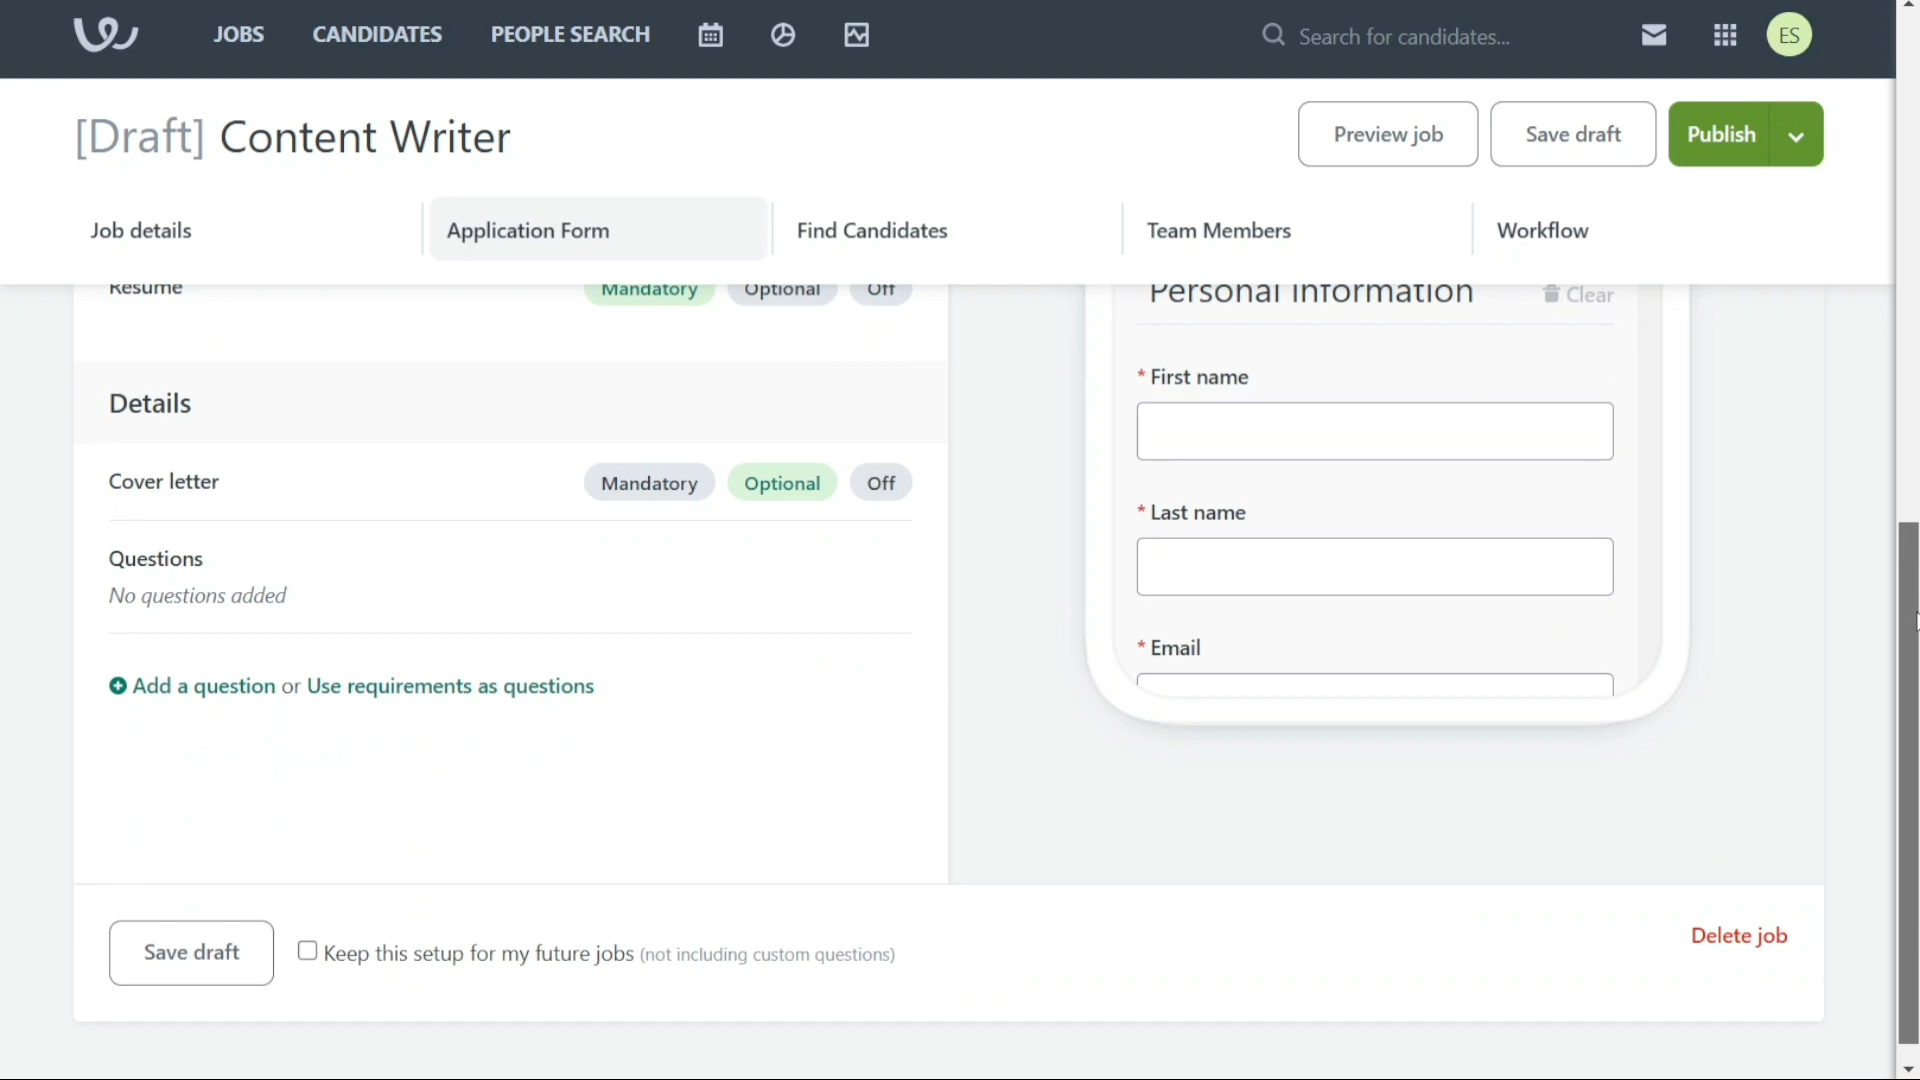 JOBS CANDIDATES PEOPLE SEARCH Search for candidates... ES
[Draft] Content Writer Preview job Save draft Publish
Job details Application Form Find Candidates Team Members Workflow
Resume Mandatory Optional Off
Personal Information Clear
Details
Cover letter Mandatory Optional Off
Questions
No questions added
Add a question or Use requirements as questions
* First name
* Last name
* Email
Save draft Keep this setup for my future jobs (not including custom questions) Delete job